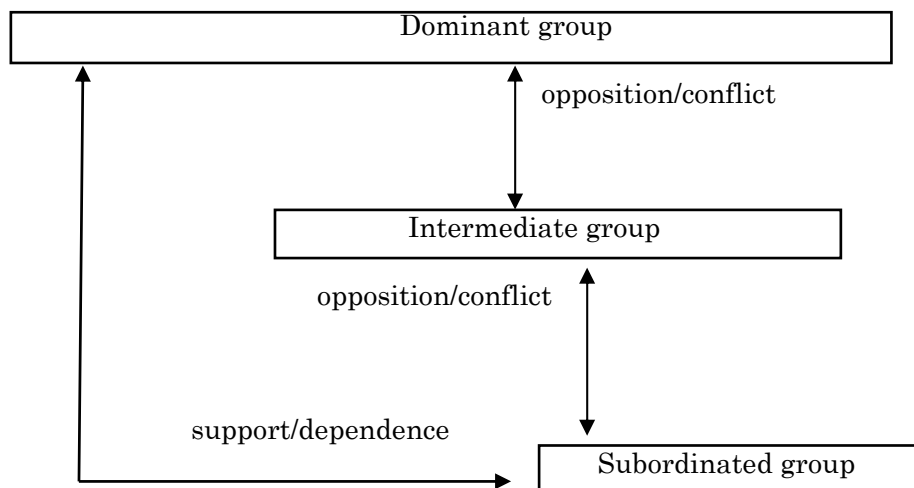 Dominant group
opposition/conflict
Intermediate group
opposition/conflict
support/dependence
Subordinated group